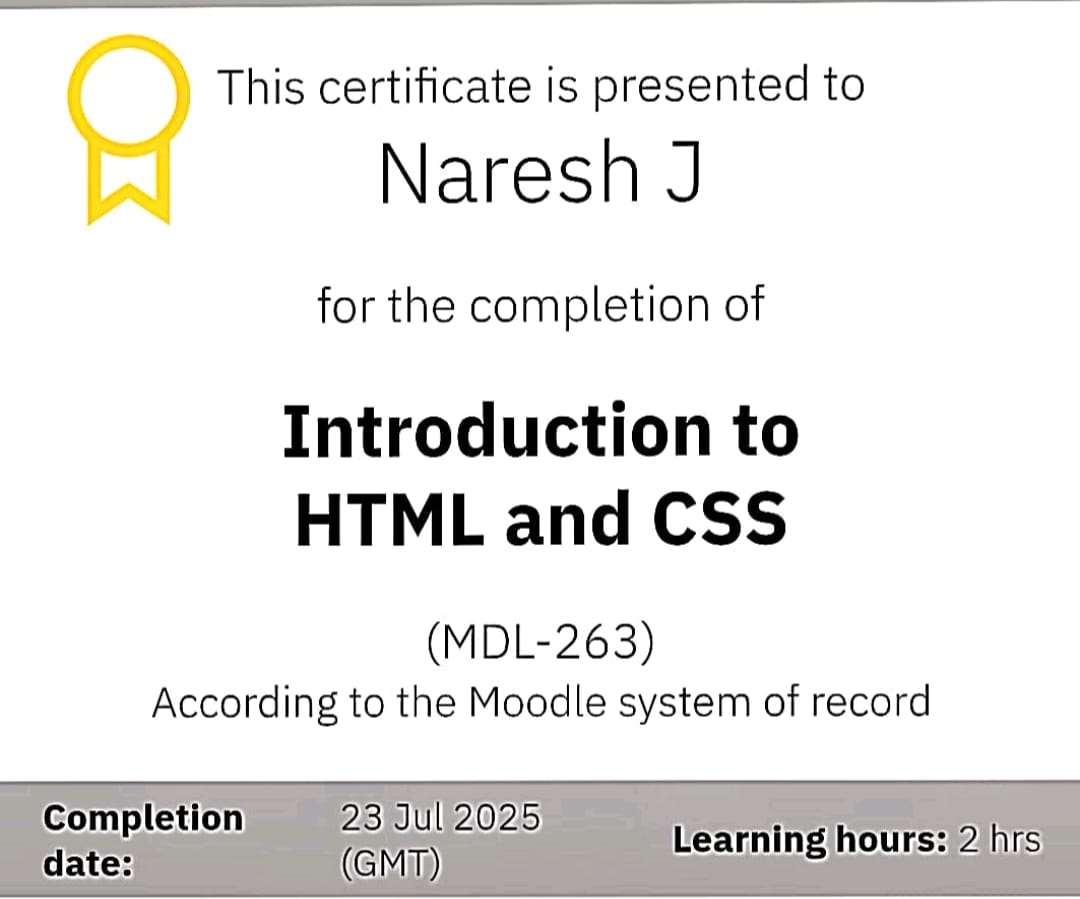 This certificate is presented to
Naresh J
for the completion of
Introduction to
HTML and CSS
(MDL-263)
According to the Moodle system of record
Completion date:
23 Jul 2025 (GMT)
Learning hours: 2 hrs